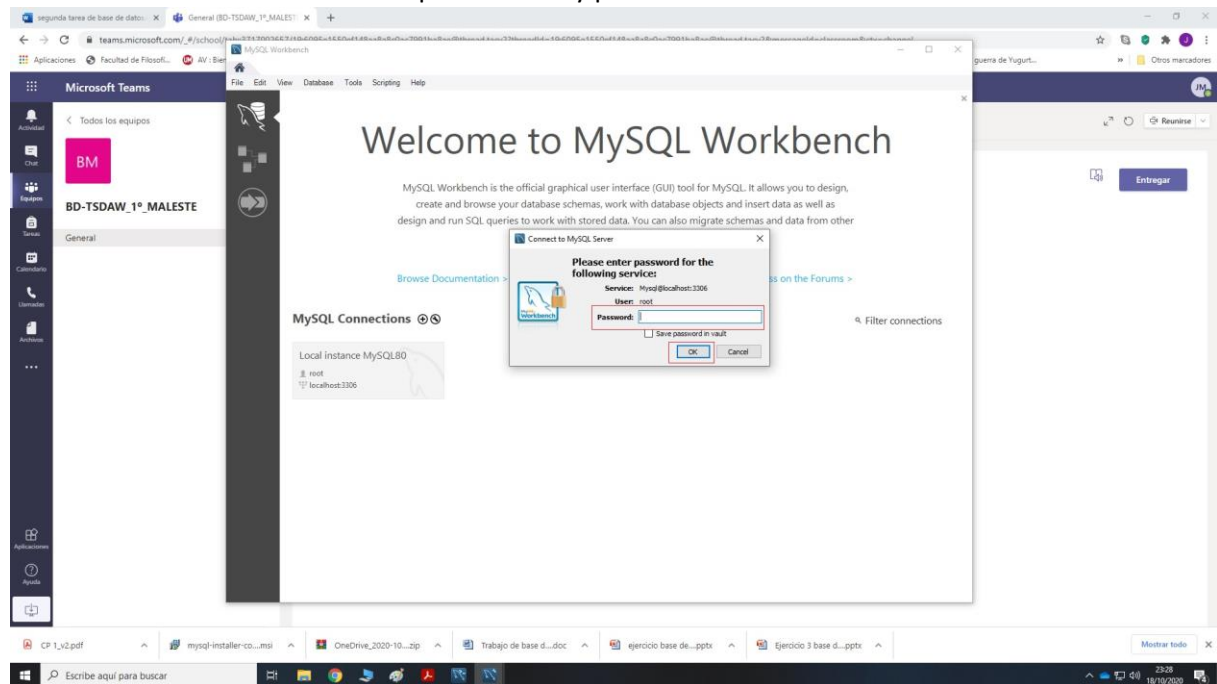 segunda tarea de base de datos
General (BD-TSDAW_1º_MALEST
teams.microsoft.com/_#/school/
Aplicaciones
Facultad de Filosofí...
AV : Bien
guerra de Yugurt...
Otros marcadores
Microsoft Teams
JM
Actividad
Chat
Equipos
Tareas
Calendario
Llamadas
Archivos
Aplicaciones
Ayuda
Todos los equipos
BM
BD-TSDAW_1º_MALESTE
General
Reunirse
Entregar
MySQL Workbench
File Edit View Database Tools Scripting Help
Welcome to MySQL Workbench
MySQL Workbench is the official graphical user interface (GUI) tool for MySQL. It allows you to design,
create and browse your database schemas, work with database objects and insert data as well as
design and run SQL queries to work with stored data. You can also migrate schemas and data from other
Browse Documentation >
ss on the Forums >
MySQL Connections
Filter connections
Local instance MySQL80
root
localhost:3306
Connect to MySQL Server
Please enter password for the
following service:
Service: Mysql@localhost:3306
User: root
Password:
Save password in vault
OK Cancel
Workbench
CP 1_v2.pdf
mysql-installer-co....msi
OneDrive_2020-10....zip
Trabajo de base d....doc
ejercicio base de....pptx
Ejercicio 3 base d....pptx
Mostrar todo
Escribe aquí para buscar
23:28
18/10/2020